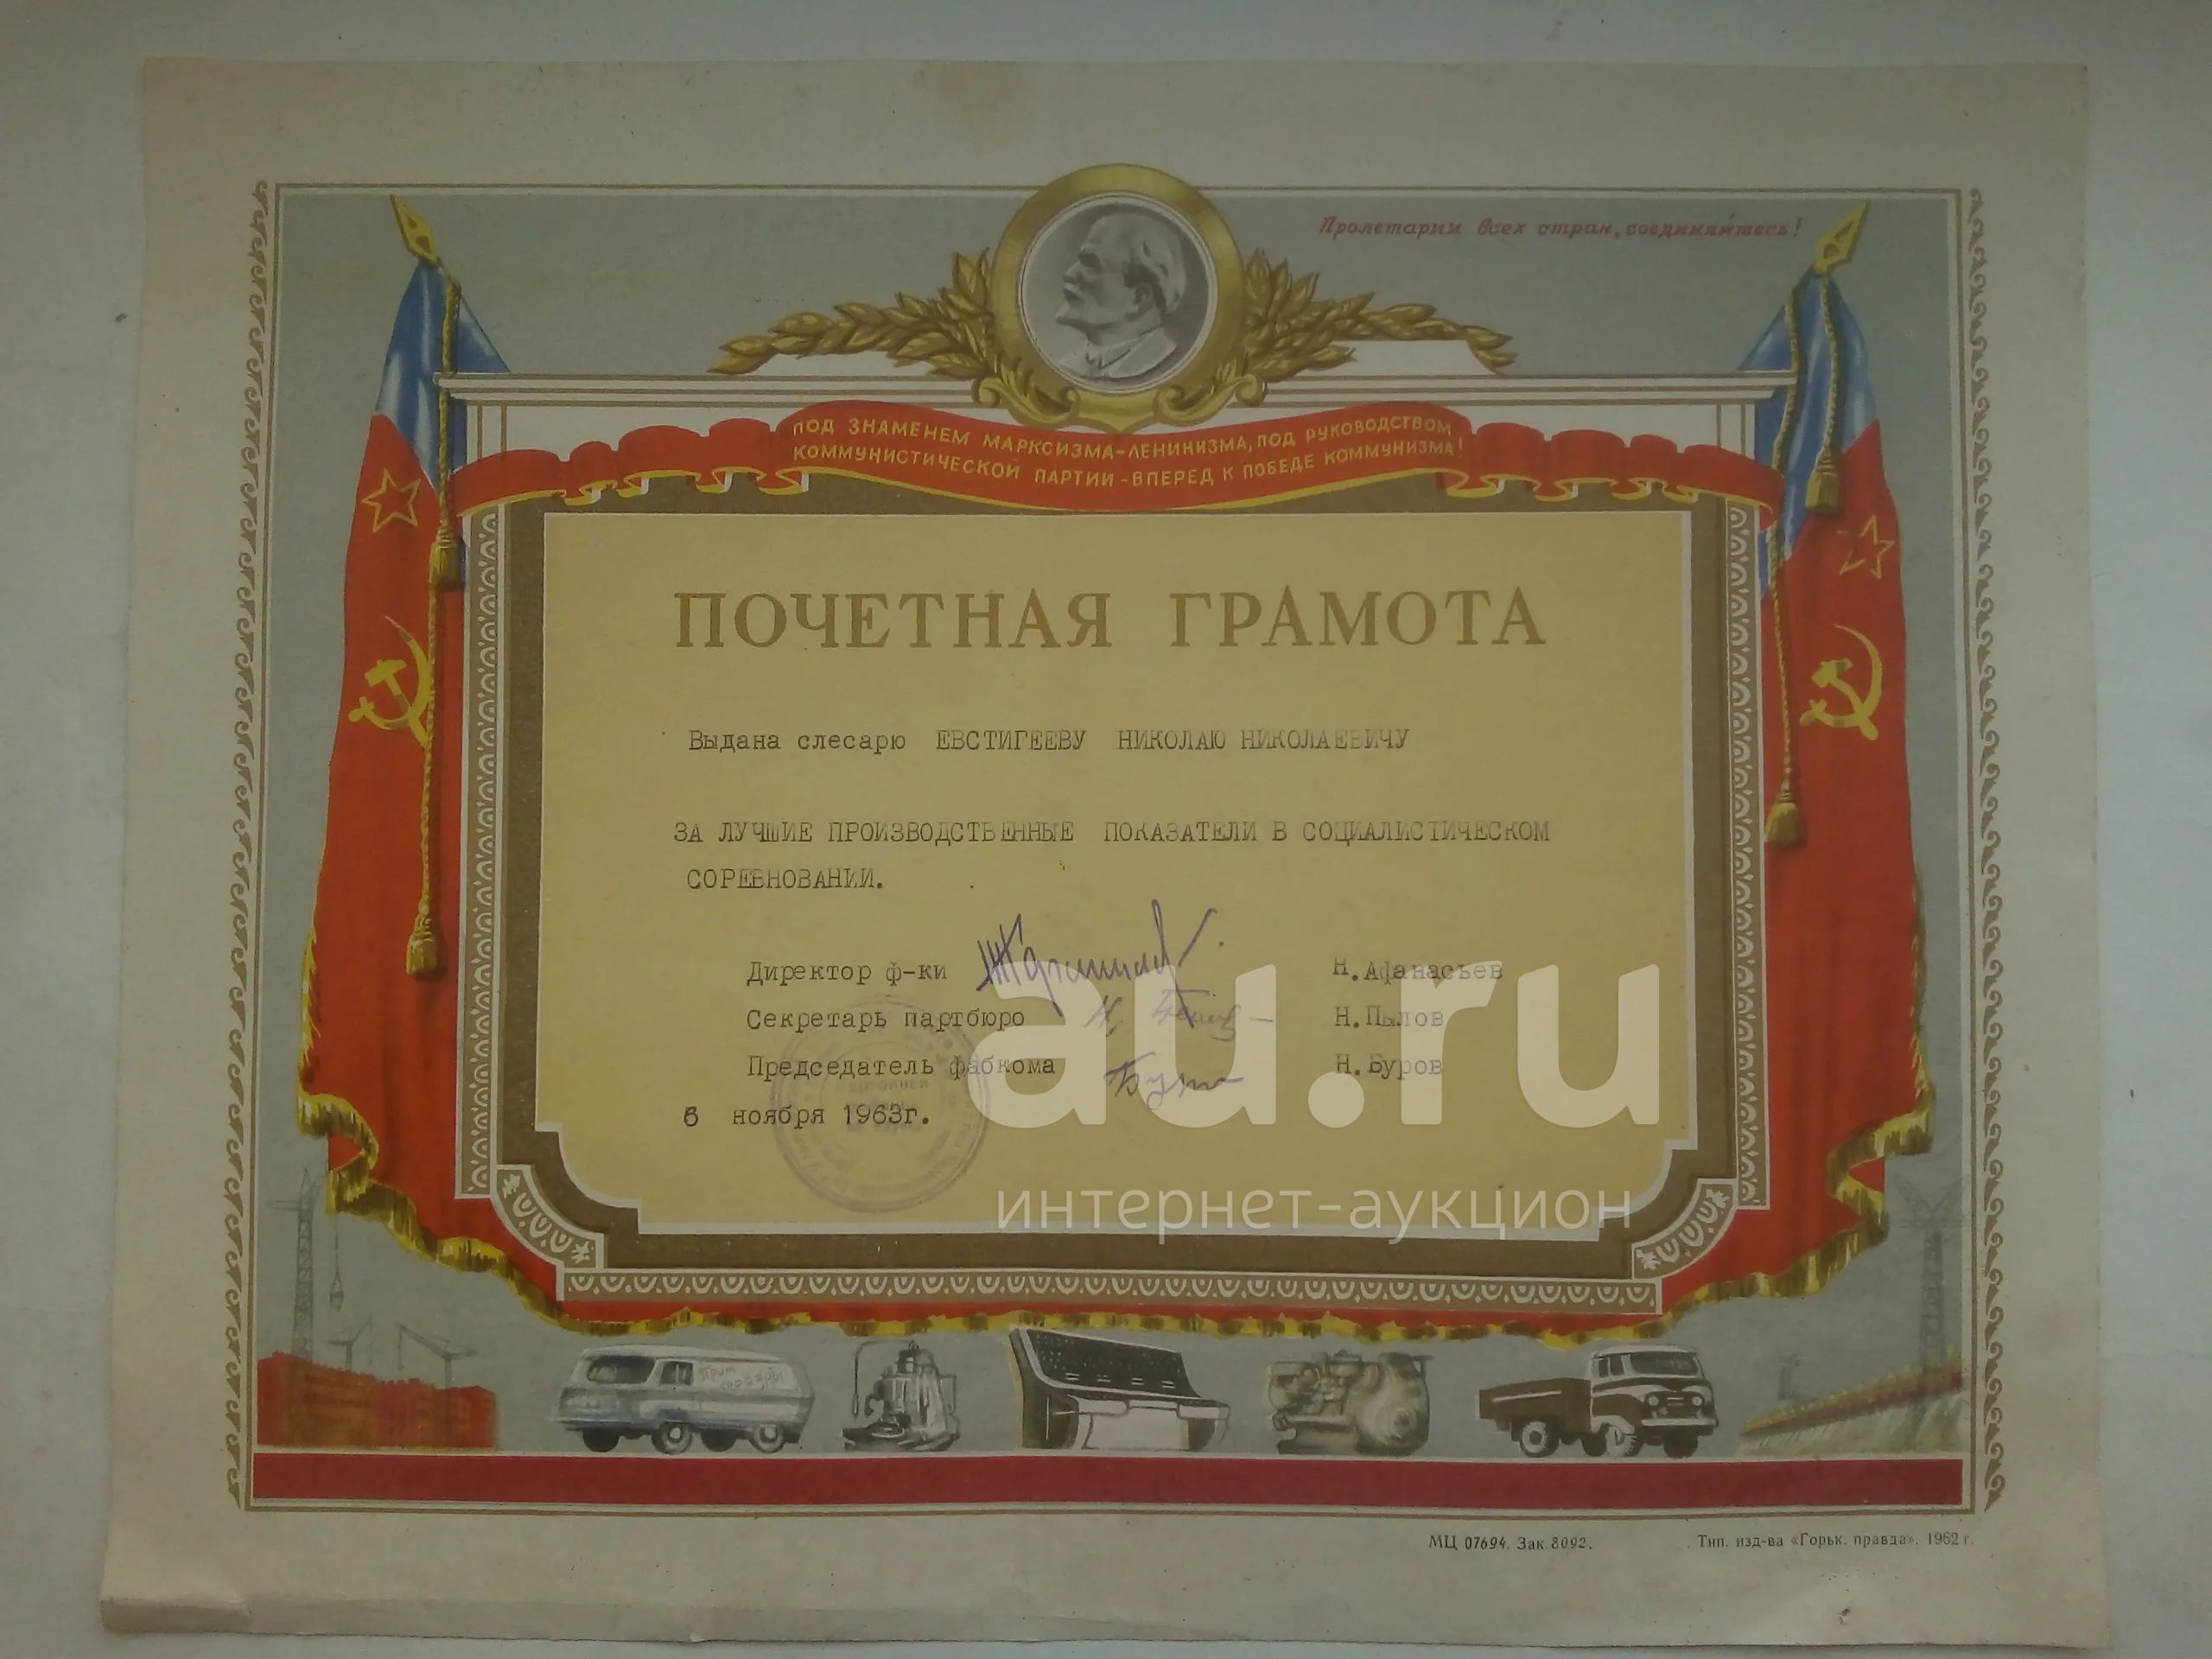 Пролетарии всех стран, соединяйтесь!
ПОД ЗНАМЕНЕМ МАРКСИЗМА-ЛЕНИНИЗМА, ПОД РУКОВОДСТВОМ
КОММУНИСТИЧЕСКОЙ ПАРТИИ - ВПЕРЕД К ПОБЕДЕ КОММУНИЗМА!
ПОЧЕТНАЯ ГРАМОТА
Выдана слесарю ЕВСТИГЕЕВУ НИКОЛАЮ НИКОЛАЕВИЧУ
ЗА ЛУЧШИЕ ПРОИЗВОДСТВЕННЫЕ ПОКАЗАТЕЛИ В СОЦИАЛИСТИЧЕСКОМ
СОРЕВНОВАНИИ.
Директор ф-ки Н.Афанасьев
Секретарь партбюро Н.Пылов
Председатель фабкома Н.Буров
6 ноября 1963г.
au.ru
интернет-аукцион
МЦ 07694. Зак. 8092. Тип. изд-ва «Горьк. правда». 1962 г.